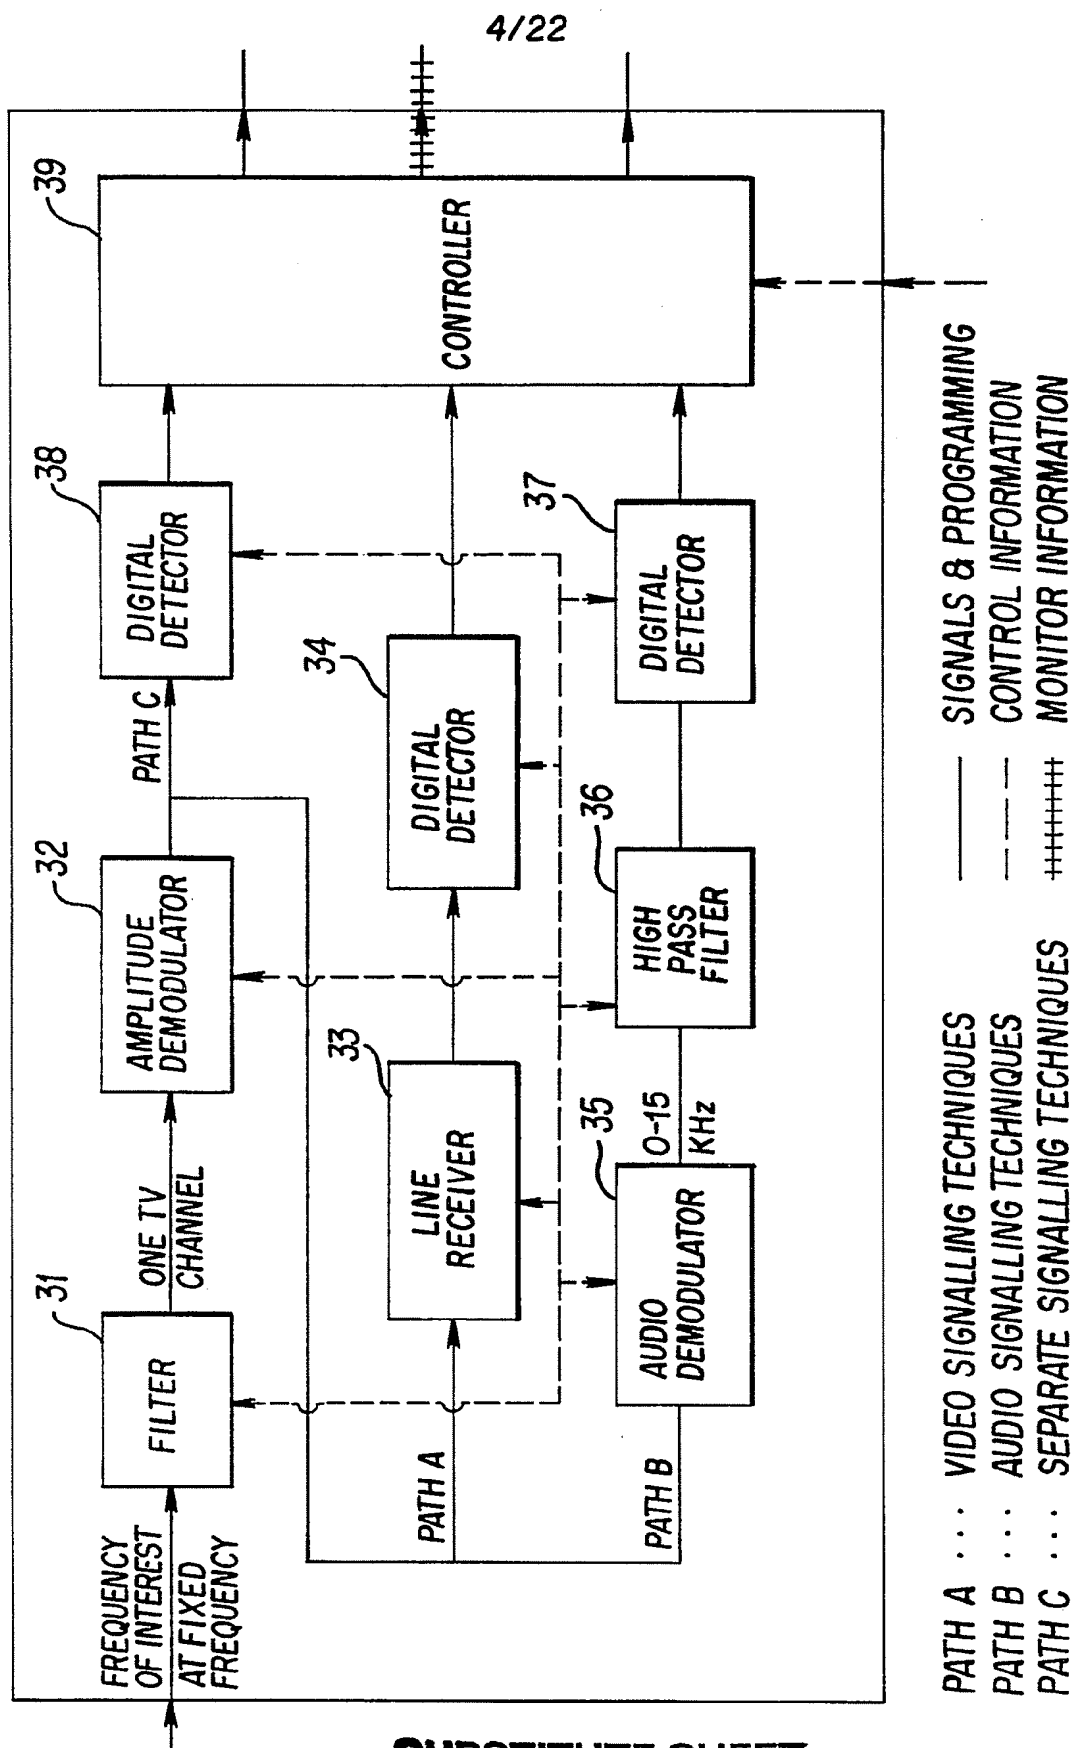 4/22
FREQUENCY
OF INTEREST
AT FIXED
FREQUENCY
31
FILTER
ONE TV
CHANNEL
32
AMPLITUDE
DEMODULATOR
PATH C
38
DIGITAL
DETECTOR
39
CONTROLLER
PATH A
33
LINE
RECEIVER
34
DIGITAL
DETECTOR
PATH B
35
AUDIO
DEMODULATOR
0-15
KHz
36
HIGH
PASS
FILTER
37
DIGITAL
DETECTOR
PATH A ... VIDEO SIGNALLING TECHNIQUES
PATH B ... AUDIO SIGNALLING TECHNIQUES
PATH C ... SEPARATE SIGNALLING TECHNIQUES
SIGNALS & PROGRAMMING
CONTROL INFORMATION
MONITOR INFORMATION